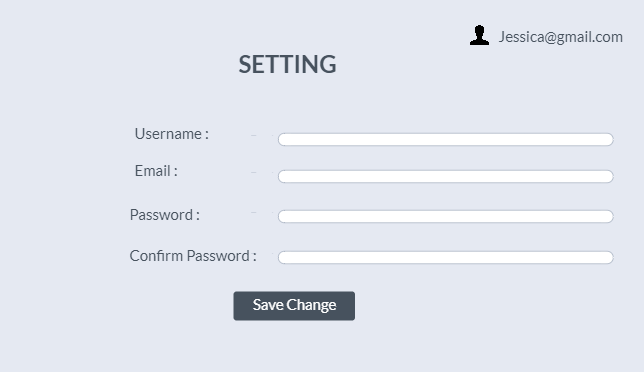 Jessica@gmail.com
SETTING
Username :
Email :
Password :
Confirm Password :
Save Change